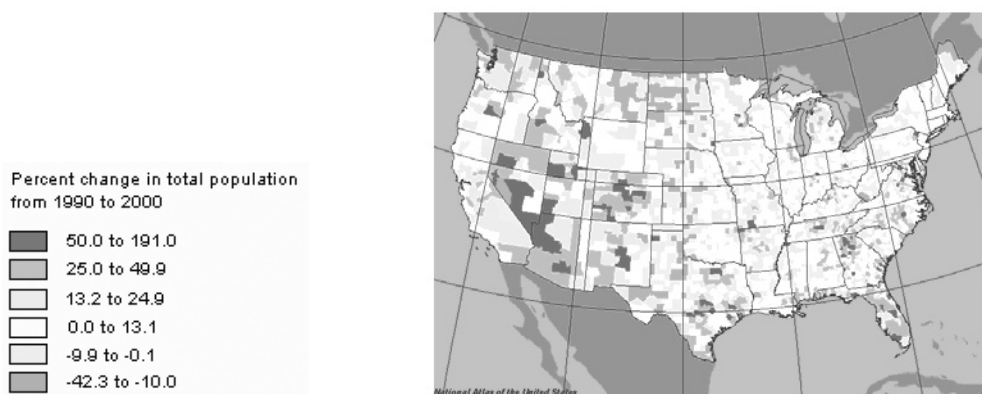 Percent change in total population
from 1990 to 2000
50.0 to 191.0
25.0 to 49.9
13.2 to 24.9
0.0 to 13.1
-9.9 to -0.1
-42.3 to -10.0
National Atlas of the United States